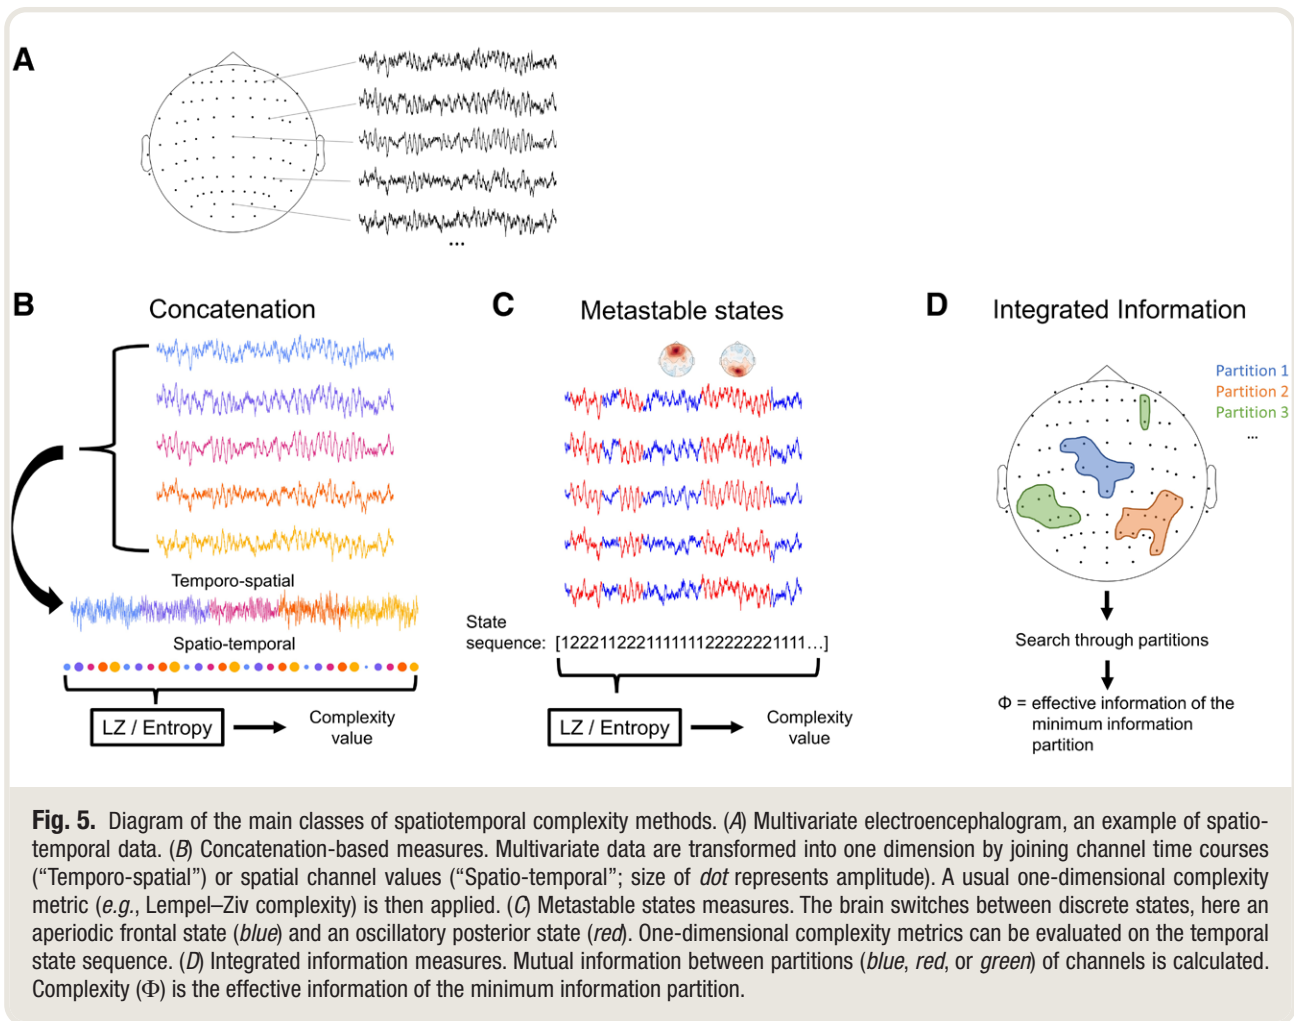 A
...
B
Concatenation
Temporo-spatial
Spatio-temporal
LZ / Entropy
Complexity
value
C
Metastable states
State
sequence: [1222112221111111222222221111...]
LZ / Entropy
Complexity
value
D
Integrated Information
Partition 1
Partition 2
Partition 3
...
Search through partitions
Φ = effective information of the
minimum information
partition
Fig. 5. Diagram of the main classes of spatiotemporal complexity methods. (A) Multivariate electroencephalogram, an example of spatio-
temporal data. (B) Concatenation-based measures. Multivariate data are transformed into one dimension by joining channel time courses
(“Temporo-spatial”) or spatial channel values (“Spatio-temporal”; size of dot represents amplitude). A usual one-dimensional complexity
metric (e.g., Lempel–Ziv complexity) is then applied. (C) Metastable states measures. The brain switches between discrete states, here an
aperiodic frontal state (blue) and an oscillatory posterior state (red). One-dimensional complexity metrics can be evaluated on the temporal
state sequence. (D) Integrated information measures. Mutual information between partitions (blue, red, or green) of channels is calculated.
Complexity (Φ) is the effective information of the minimum information partition.